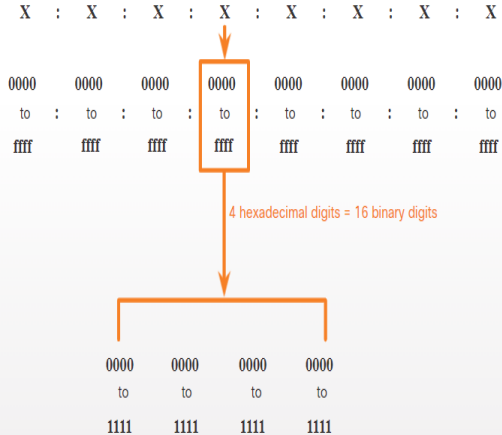 X : X : X : X : X : X : X : X
0000 0000 0000 0000 0000 0000 0000 0000
to : to : to : to : to : to : to : to
ffff ffff ffff ffff ffff ffff ffff ffff
4 hexadecimal digits = 16 binary digits
0000 0000 0000 0000
to to to to
1111 1111 1111 1111